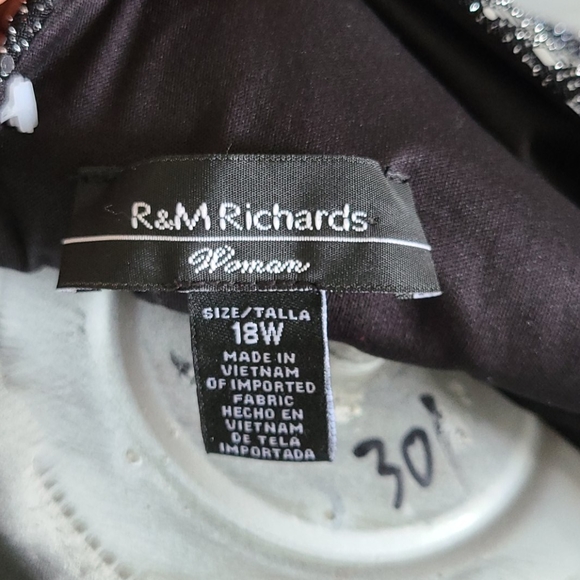 R&M Richards
Woman
SIZE/TALLA
18W
MADE IN
VIETNAM
OF IMPORTED
FABRIC
HECHO EN
VIETNAM
DE TELA
IMPORTADA
30'